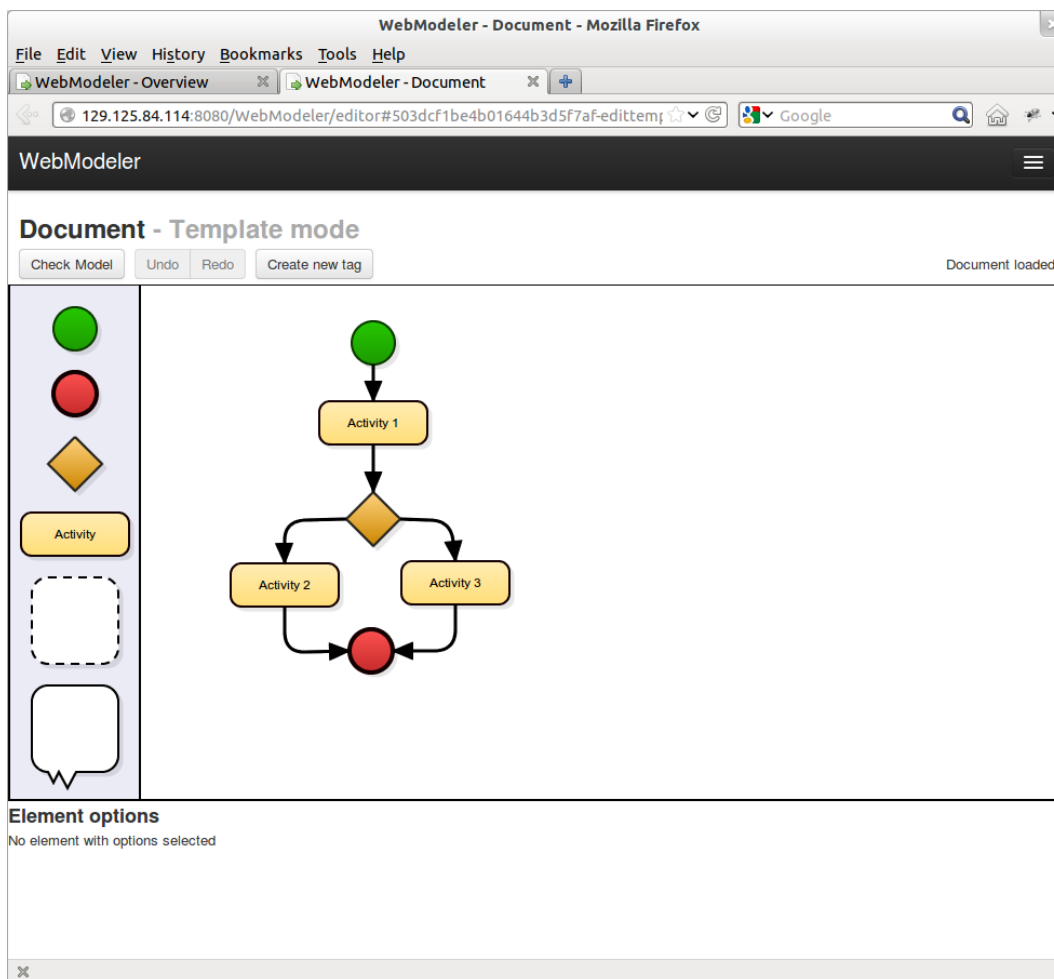 WebModeler - Document - Mozilla Firefox
File Edit View History Bookmarks Tools Help
WebModeler - Overview WebModeler - Document
129.125.84.114:8080/WebModeler/editor#503dcf1be4b01644b3d5f7af-edittemp Google
WebModeler
Document - Template mode
Check Model Undo Redo Create new tag Document loaded
Activity 1
Activity
Activity 2 Activity 3
Element options
No element with options selected